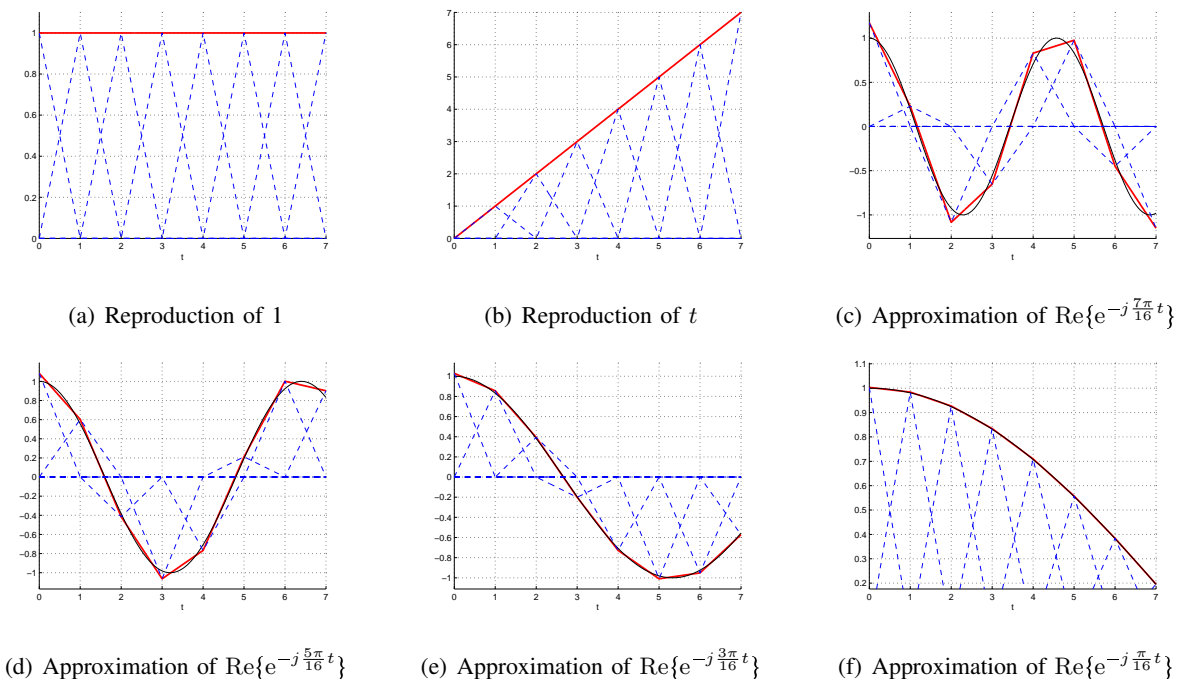 1
0.8
0.6
0.4
0.2
0
0 1 2 3 4 5 6 7
t
(a) Reproduction of 1
7
6
5
4
3
2
1
0
0 1 2 3 4 5 6 7
t
(b) Reproduction of t
1
0.5
0
−0.5
−1
0 1 2 3 4 5 6 7
t
(c) Approximation of Re{e^{−j 7π/16 t}}
1
0.8
0.6
0.4
0.2
0
−0.2
−0.4
−0.6
−0.8
−1
0 1 2 3 4 5 6 7
t
(d) Approximation of Re{e^{−j 5π/16 t}}
1
0.8
0.6
0.4
0.2
0
−0.2
−0.4
−0.6
−0.8
−1
0 1 2 3 4 5 6 7
t
(e) Approximation of Re{e^{−j 3π/16 t}}
1.1
1
0.9
0.8
0.7
0.6
0.5
0.4
0.3
0.2
0 1 2 3 4 5 6 7
t
(f) Approximation of Re{e^{−j π/16 t}}